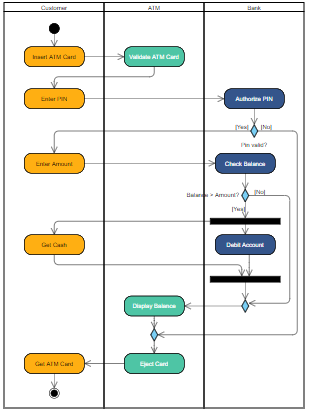 Customer ATM Bank
Insert ATM Card Validate ATM Card
Enter PIN Authorize PIN
[Yes] [No]
Pin valid?
Enter Amount Check Balance
Balance > Amount? [No]
[Yes]
Get Cash Debit Account
Display Balance
Get ATM Card Eject Card